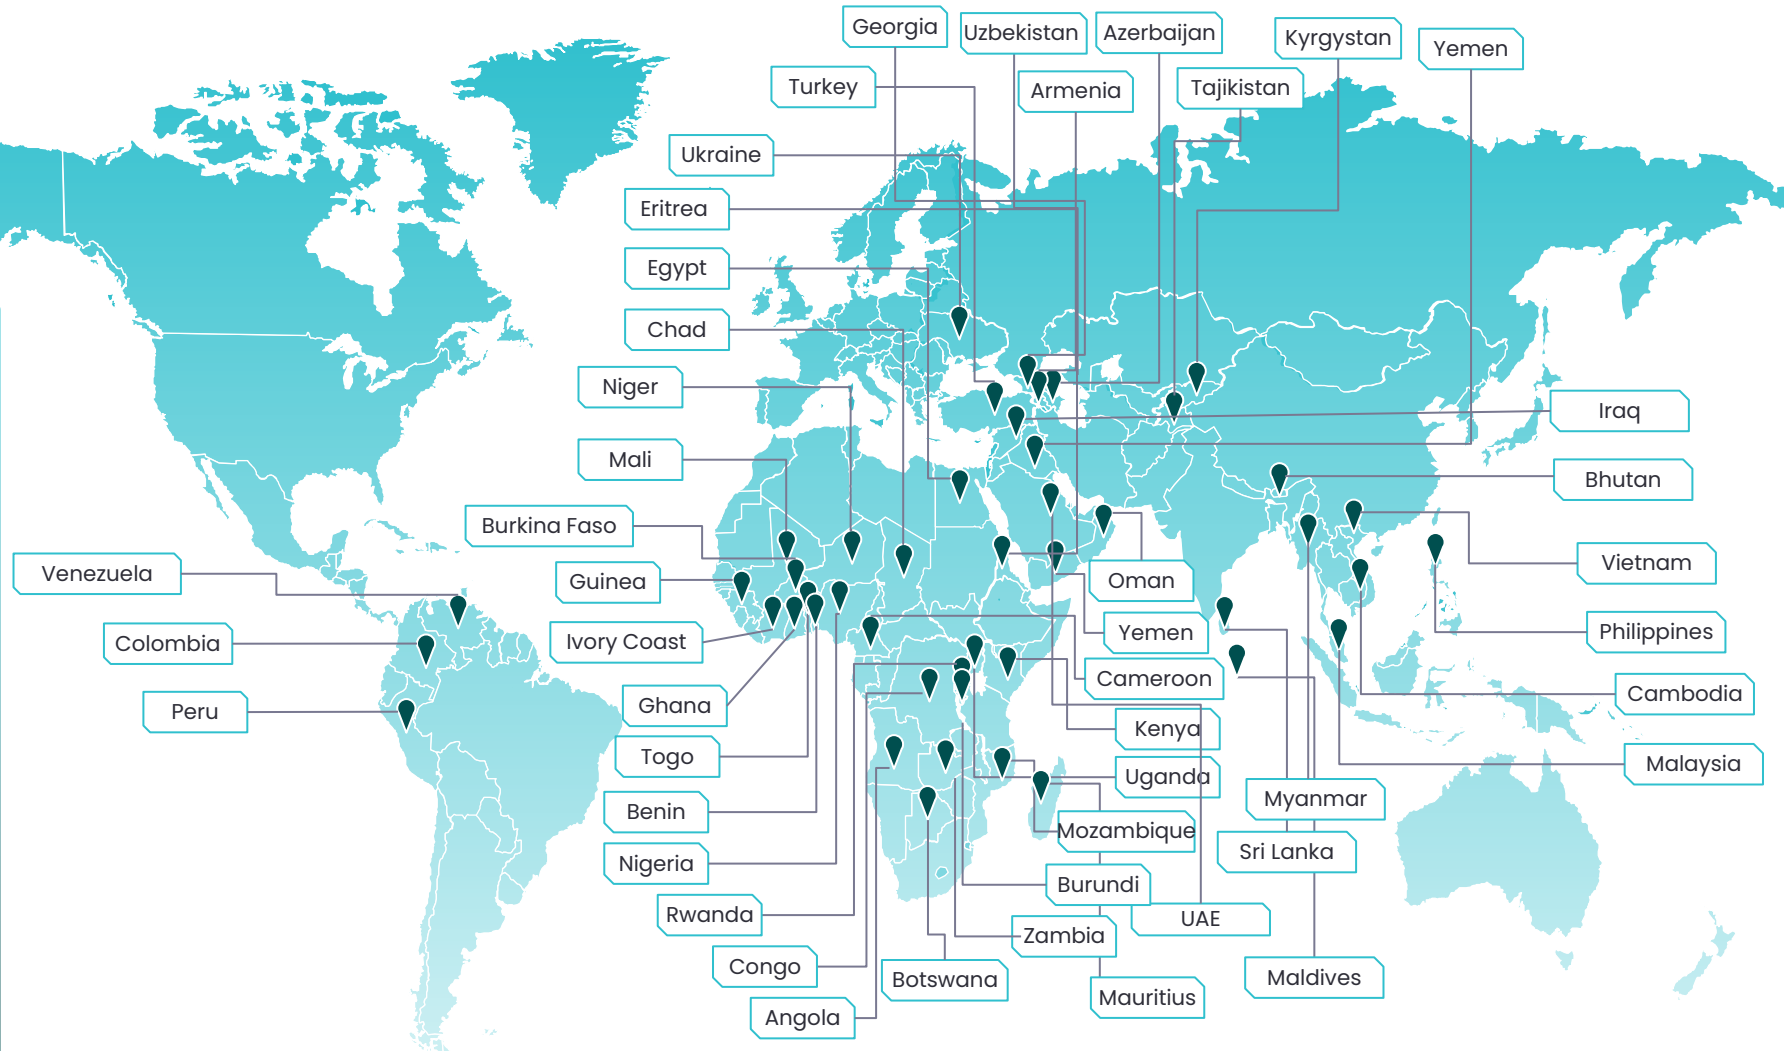 Georgia
Uzbekistan
Azerbaijan
Kyrgystan
Yemen
Turkey
Armenia
Tajikistan
Ukraine
Eritrea
Egypt
Chad
Niger
Iraq
Mali
Bhutan
Burkina Faso
Venezuela
Guinea
Oman
Vietnam
Colombia
Ivory Coast
Yemen
Philippines
Cameroon
Cambodia
Peru
Ghana
Kenya
Togo
Uganda
Malaysia
Benin
Myanmar
Mozambique
Nigeria
Sri Lanka
Burundi
Rwanda
UAE
Zambia
Congo
Botswana
Maldives
Mauritius
Angola